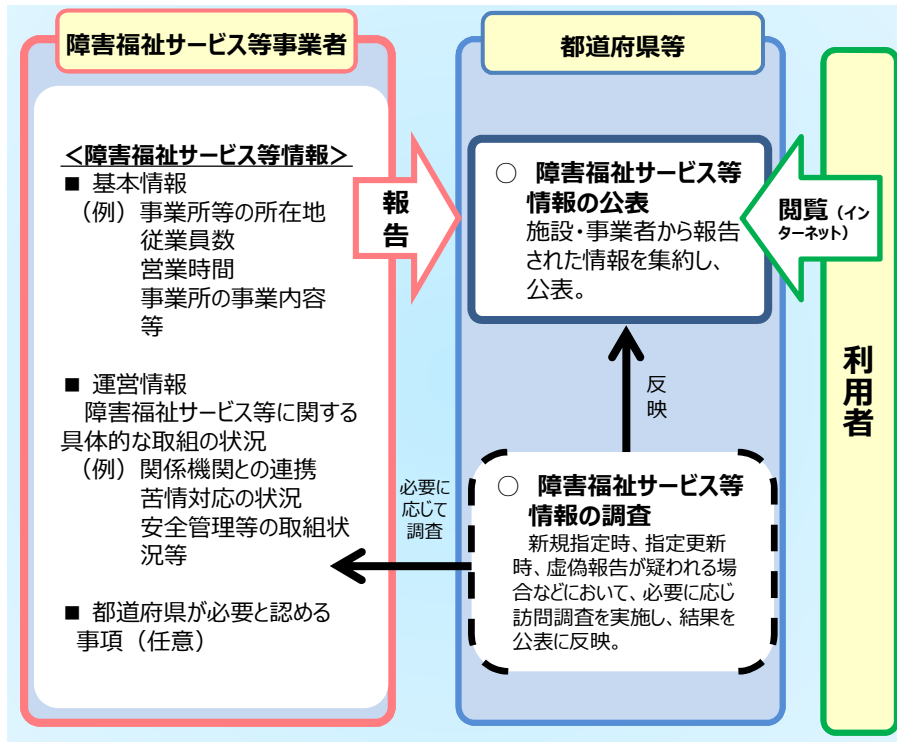 障害福祉サービス等事業者
<障害福祉サービス等情報>
■ 基本情報
（例）事業所等の所在地
従業員数
営業時間
事業所の事業内容
等
■ 運営情報
障害福祉サービス等に関する
具体的な取組の状況
（例）関係機関との連携
苦情対応の状況
安全管理等の取組状
況等
■ 都道府県が必要と認める
事項（任意）
報
告
必要に
応じて
調査
都道府県等
○ 障害福祉サービス等
情報の公表
施設・事業者から報告
された情報を集約し、
公表。
反
映
○ 障害福祉サービス等
情報の調査
新規指定時、指定更新
時、虚偽報告が疑われる場
合などにおいて、必要に応じ
訪問調査を実施し、結果を
公表に反映。
閲覧（イン
ターネット）
利
用
者